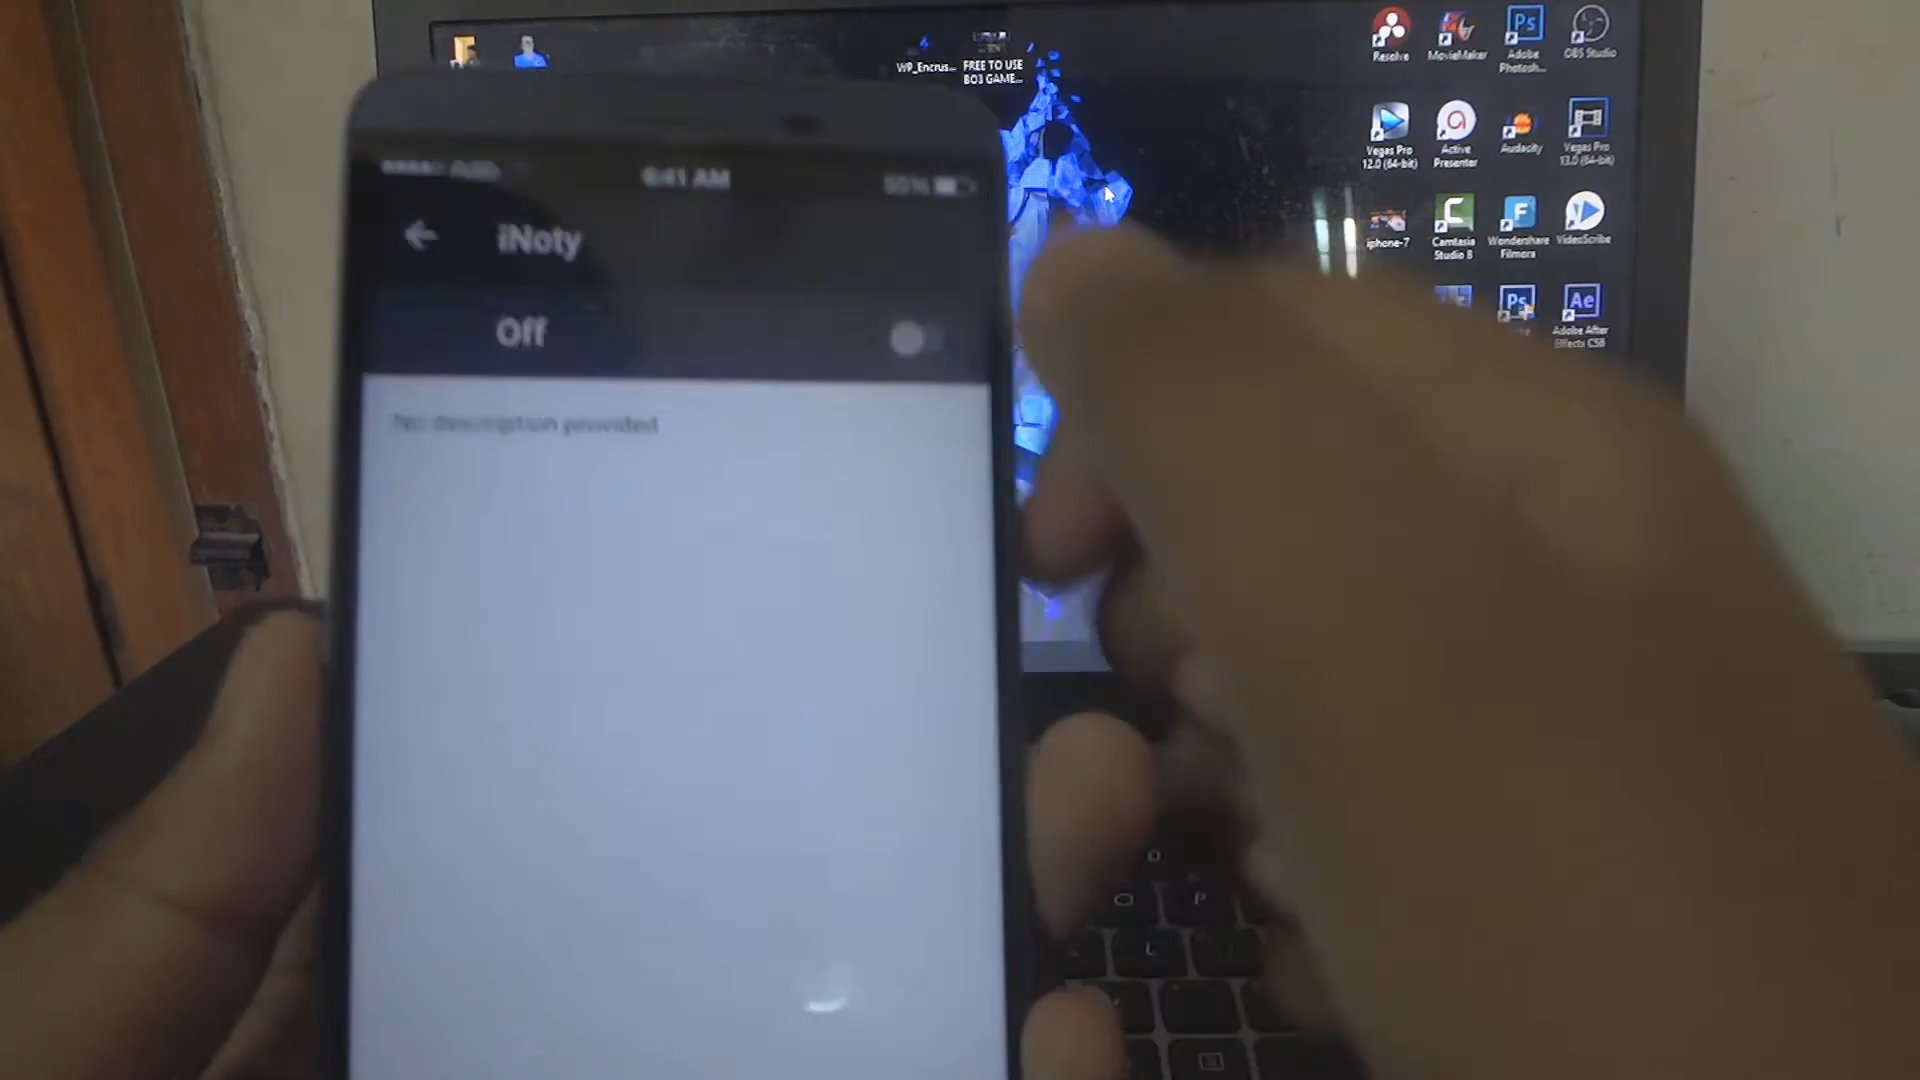 6:41 AM
55%
iNoty
Off
No description provided
WP_Encrus...
FREE TO USE
BO3 GAME...
Resolve
MovieMaker
Adobe
Photosh...
OBS Studio
Vegas Pro
12.0 (64-bit)
Active
Presenter
Audacity
Vegas Pro
13.0 (64-bit)
iphone-7
Camtasia
Studio 8
Wondershare
Filmora
VideoScribe
Adobe After
Effects CS6
Ps
Ps
Ae
O
P
L